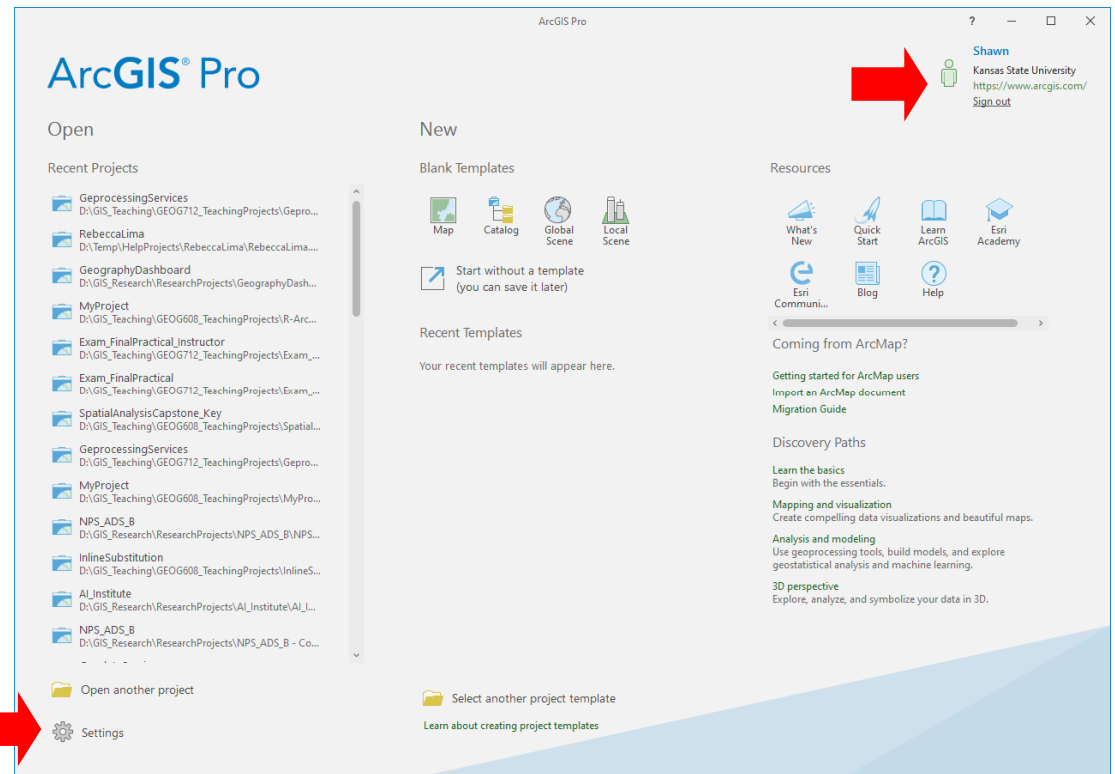 ArcGIS Pro
?
ArcGIS® Pro
Shawn
Kansas State University
https://www.arcgis.com/
Sign out
Open
Recent Projects
GeprocessingServices
D:\GIS_Teaching\GEOG712_TeachingProjects\Gepro...
RebeccaLima
D:\Temp\HelpProjects\RebeccaLima\RebeccaLima....
GeographyDashboard
D:\GIS_Research\ResearchProjects\GeographyDash...
MyProject
D:\GIS_Teaching\GEOG608_TeachingProjects\R-Arc...
Exam_FinalPractical_Instructor
D:\GIS_Teaching\GEOG712_TeachingProjects\Exam_...
Exam_FinalPractical
D:\GIS_Teaching\GEOG712_TeachingProjects\Exam_...
SpatialAnalysisCapstone_Key
D:\GIS_Teaching\GEOG608_TeachingProjects\Spatial...
GeprocessingServices
D:\GIS_Teaching\GEOG712_TeachingProjects\Gepro...
MyProject
D:\GIS_Teaching\GEOG608_TeachingProjects\MyPro...
NPS_ADS_B
D:\GIS_Research\ResearchProjects\NPS_ADS_B\NPS...
InlineSubstitution
D:\GIS_Teaching\GEOG608_TeachingProjects\InlineS...
AI_Institute
D:\GIS_Research\ResearchProjects\AI_Institute\AI_I...
NPS_ADS_B
D:\GIS_Research\ResearchProjects\NPS_ADS_B - Co...
Open another project
Settings
New
Blank Templates
Map
Catalog
Global
Scene
Local
Scene
Start without a template
(you can save it later)
Recent Templates
Your recent templates will appear here.
Select another project template
Learn about creating project templates
Resources
What's
New
Quick
Start
Learn
ArcGIS
Esri
Academy
Esri
Communi...
Blog
Help
Coming from ArcMap?
Getting started for ArcMap users
Import an ArcMap document
Migration Guide
Discovery Paths
Learn the basics
Begin with the essentials.
Mapping and visualization
Create compelling data visualizations and beautiful maps.
Analysis and modeling
Use geoprocessing tools, build models, and explore
geostatistical analysis and machine learning.
3D perspective
Explore, analyze, and symbolize your data in 3D.